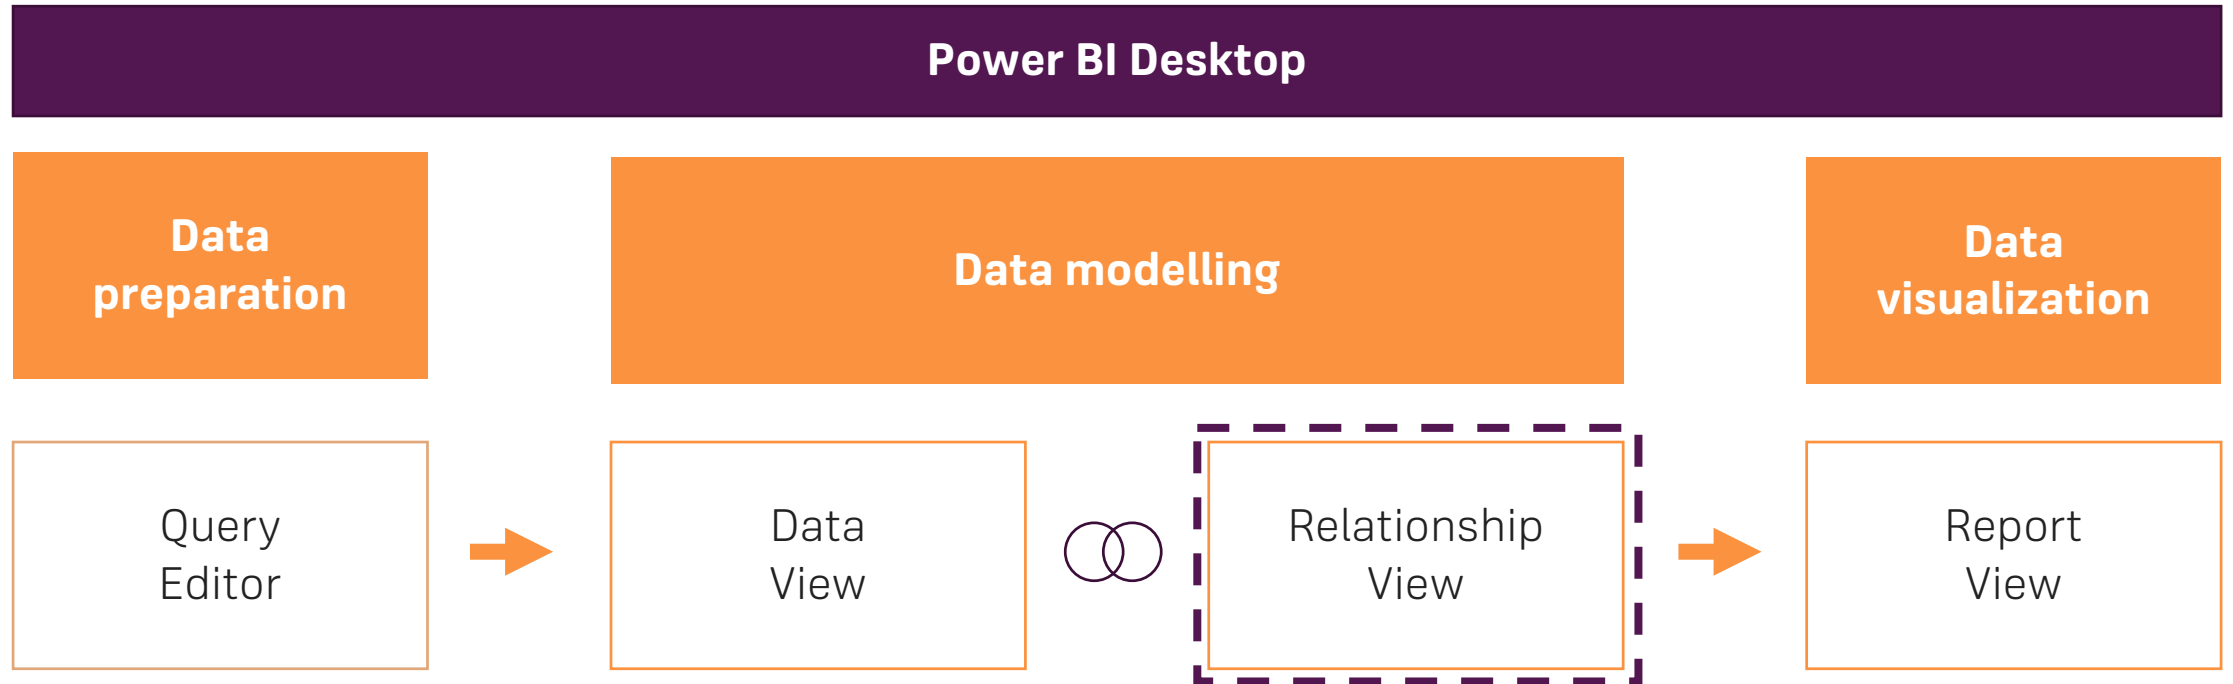 Power BI Desktop
Data
preparation
Data modelling
Data
visualization
Query
Editor
Data
View
Relationship
View
Report
View